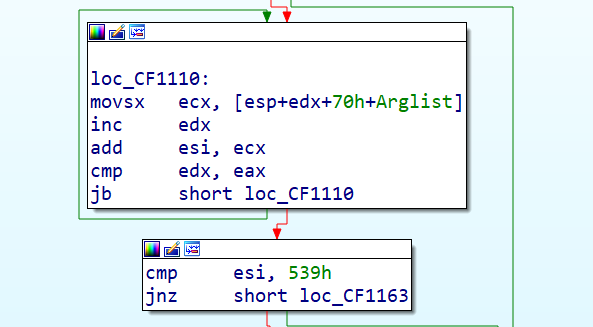 loc_CF1110:
movsx ecx, [esp+edx+70h+Arglist]
inc edx
add esi, ecx
cmp edx, eax
jb short loc_CF1110
cmp esi, 539h
jnz short loc_CF1163